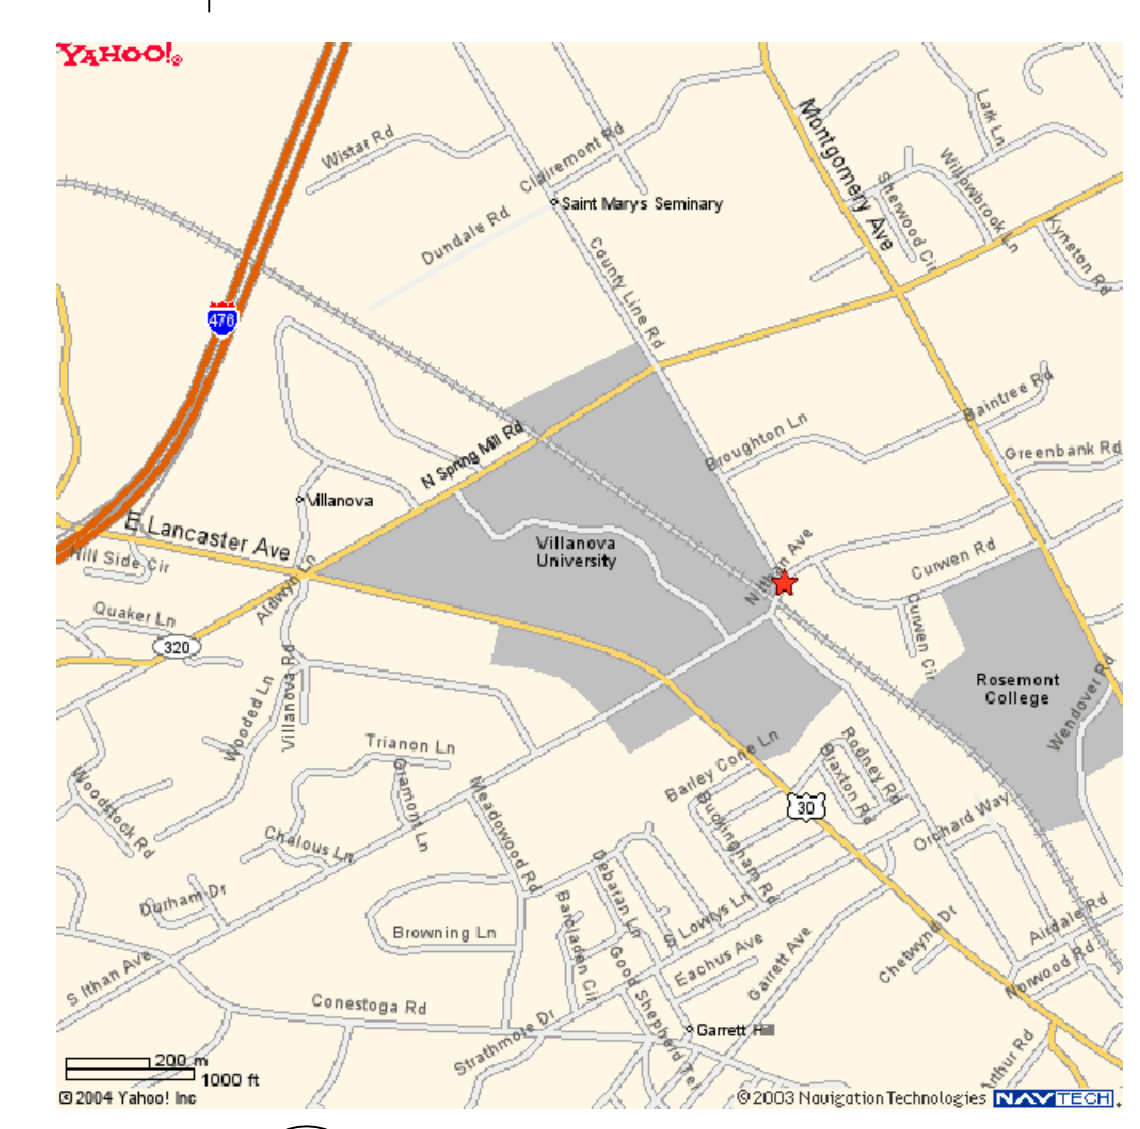 YAHOO!®
Wistar Rd
Clairemont Rd
Montgomery Ave
Lark Ln
Willowbrook Ln
Sherwood Cir
Kyneton Rd
Saint Mary's Seminary
Dundale Rd
County Line Rd
476
Baintree Rd
Broughton Ln
Greenbank Rd
N Spring Mill Rd
Villanova
E Lancaster Ave
Hill Side Cir
Villanova
University
Aldwyn Ln
Curwen Rd
Curwen Cir
Quaker Ln
320
Rosemont
College
Wendover Rd
Villanova Rd
Wooded Ln
Trianon Ln
Gramont Ln
Barley Cone Ln
Rodney Rd
Braxton Rd
30
Woodstock Rd
Meadowood Rd
Buckingham Rd
Orchard Way
Chalous Ln
Debaran Ln
Durham Dr
Barcladen Cir
S Lowrys Ln
Browning Ln
Eachus Ave
Garrett Ave
Chetwynd Dr
Airdale Rd
Norwood Rd
S Ithan Ave
Good Shepherd Ter
Conestoga Rd
Strathmore Dr
Garrett Hill
Arthur Rd
200 m
1000 ft
© 2004 Yahoo! Inc
© 2003 Navigation Technologies NAVTECH.